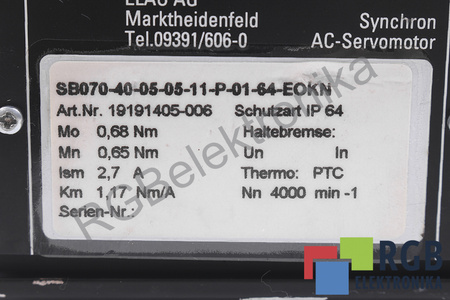 ELAU AG
Marktheidenfeld Synchron
Tel.09391/606-0 AC-Servomotor
SB070-40-05-05-11-P-01-64-EOKN
Art.Nr. 19191405-006 Schutzart IP 64
Mo 0,68 Nm Haltebremse:
Mn 0,65 Nm Un In
Ism 2,7 A Thermo: PTC
Km 1,17 Nm/A Nn 4000 min -1
Serien-Nr.:
RGBelektronika
RGB
ELEKTRONIKA